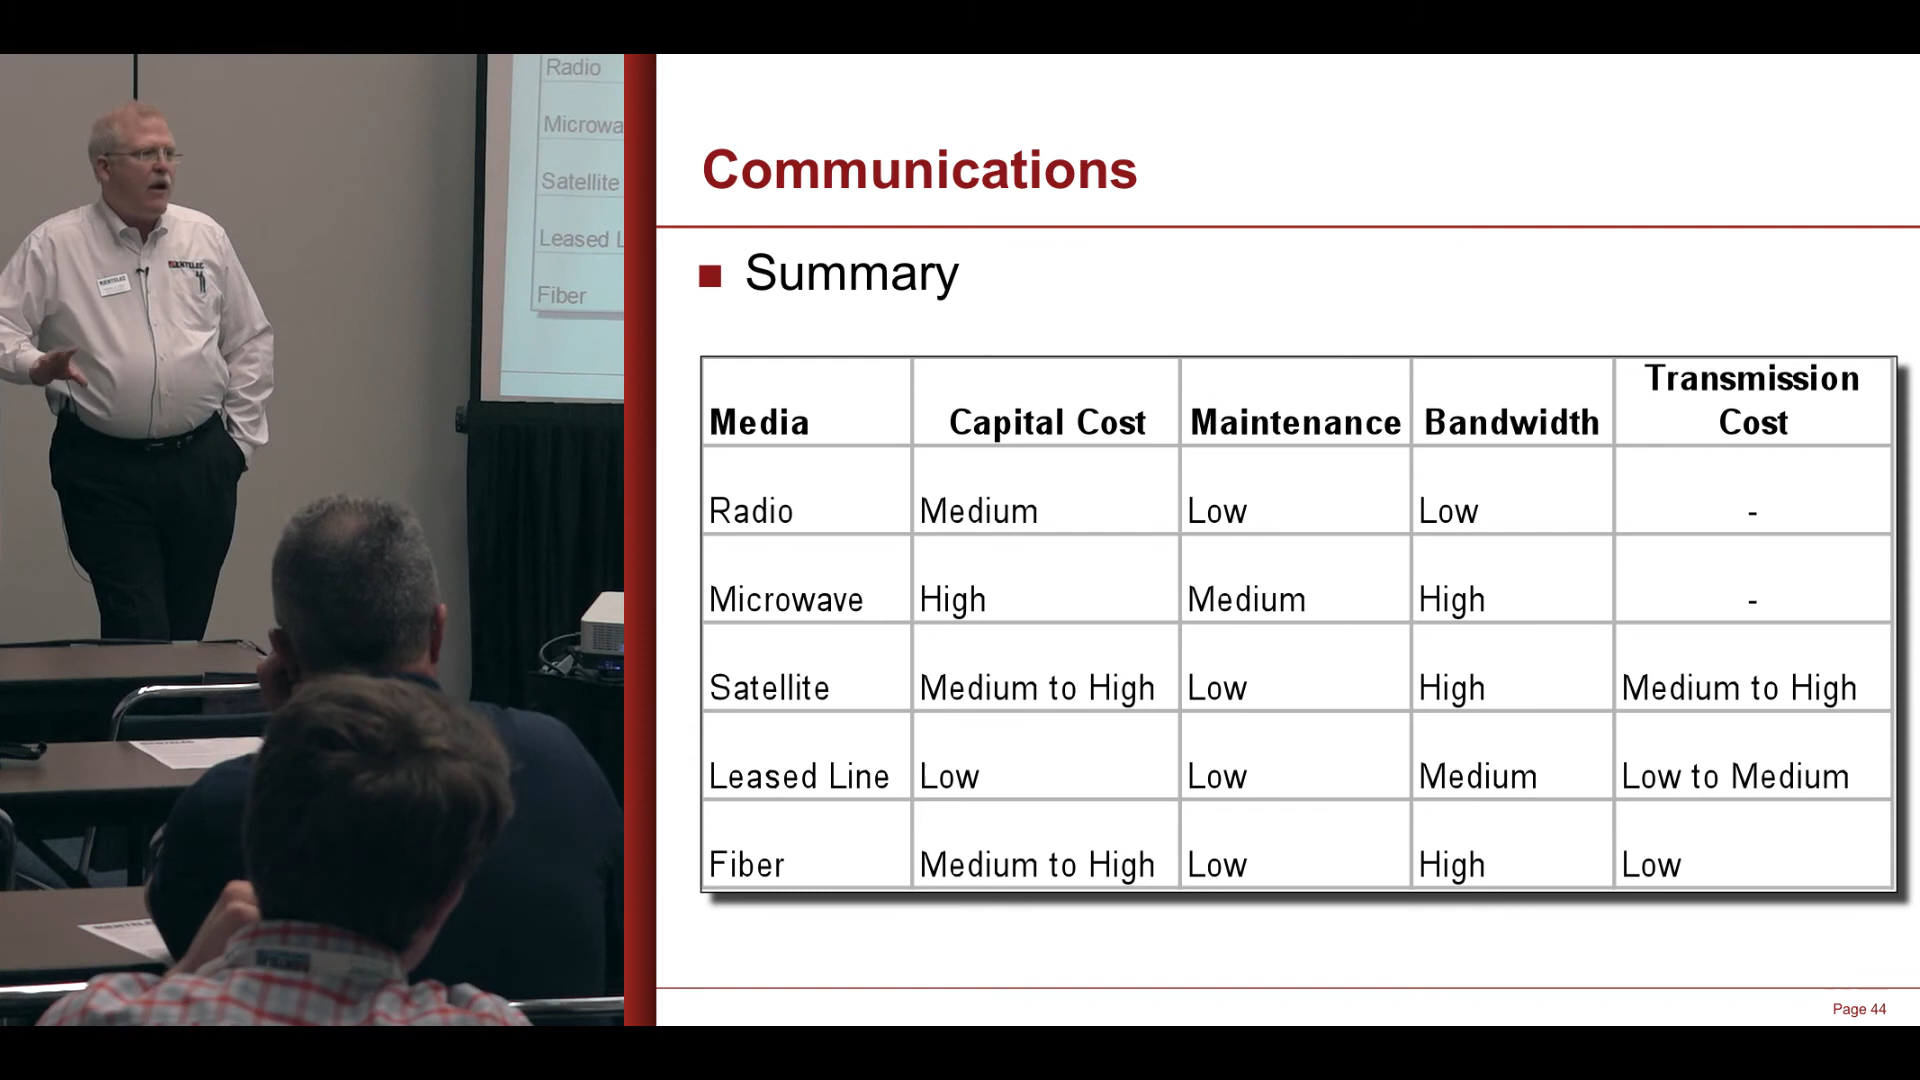 Radio
Microwa
Satellite
Leased L
Fiber
ENTELEC
Communications
Summary
Media Capital Cost Maintenance Bandwidth Transmission Cost
Radio Medium Low Low -
Microwave High Medium High -
Satellite Medium to High Low High Medium to High
Leased Line Low Low Medium Low to Medium
Fiber Medium to High Low High Low
Page 44